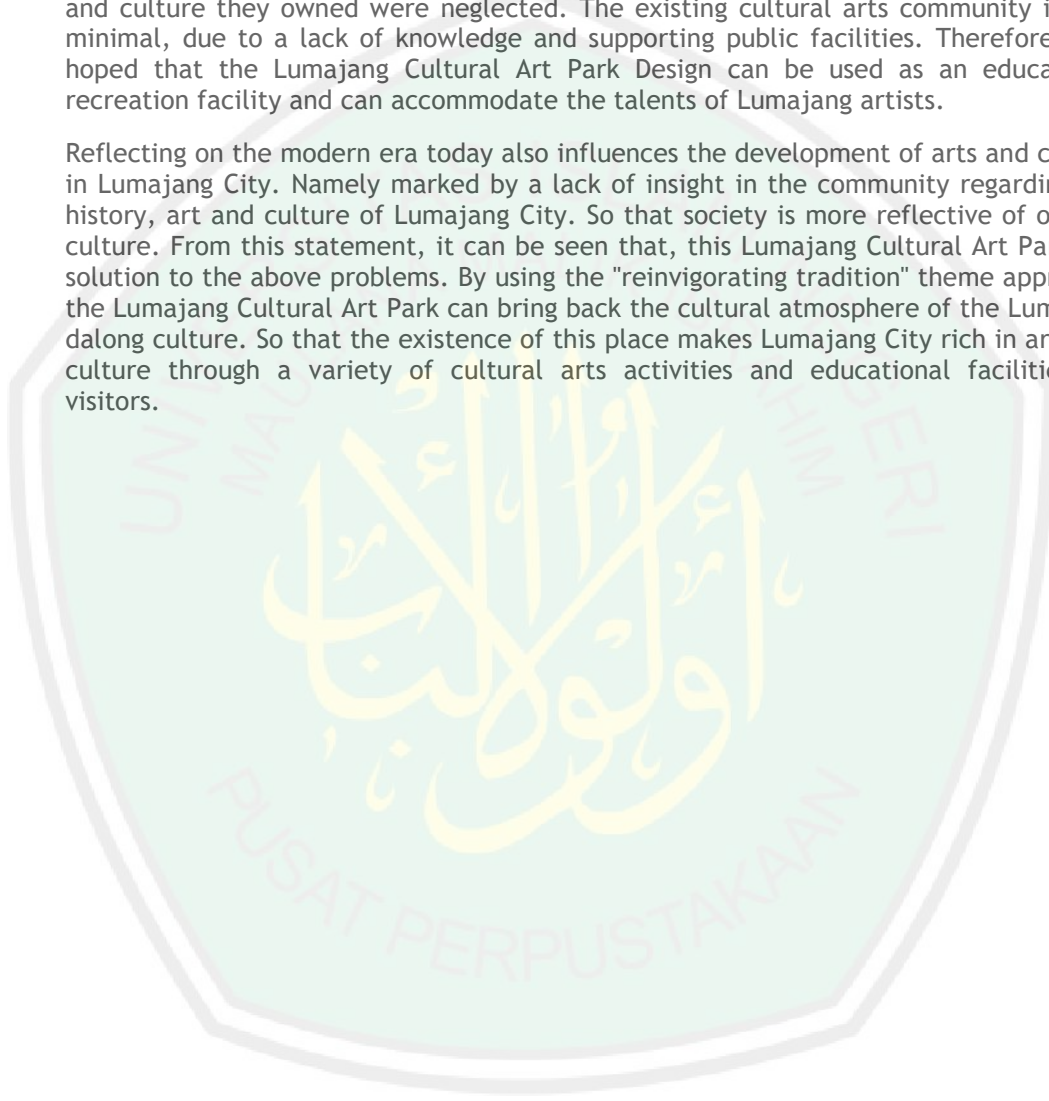 and culture they owned were neglected. The existing cultural arts community i
minimal, due to a lack of knowledge and supporting public facilities. Therefore
hoped that the Lumajang Cultural Art Park Design can be used as an educa
recreation facility and can accommodate the talents of Lumajang artists.
Reflecting on the modern era today also influences the development of arts and c
in Lumajang City. Namely marked by a lack of insight in the community regardi
history, art and culture of Lumajang City. So that society is more reflective of o
culture. From this statement, it can be seen that, this Lumajang Cultural Art Pa
solution to the above problems. By using the "reinvigorating tradition" theme app
the Lumajang Cultural Art Park can bring back the cultural atmosphere of the Lum
dalong culture. So that the existence of this place makes Lumajang City rich in ar
culture through a variety of cultural arts activities and educational faciliti
visitors.
PUSAT PERPUSTAKAAN